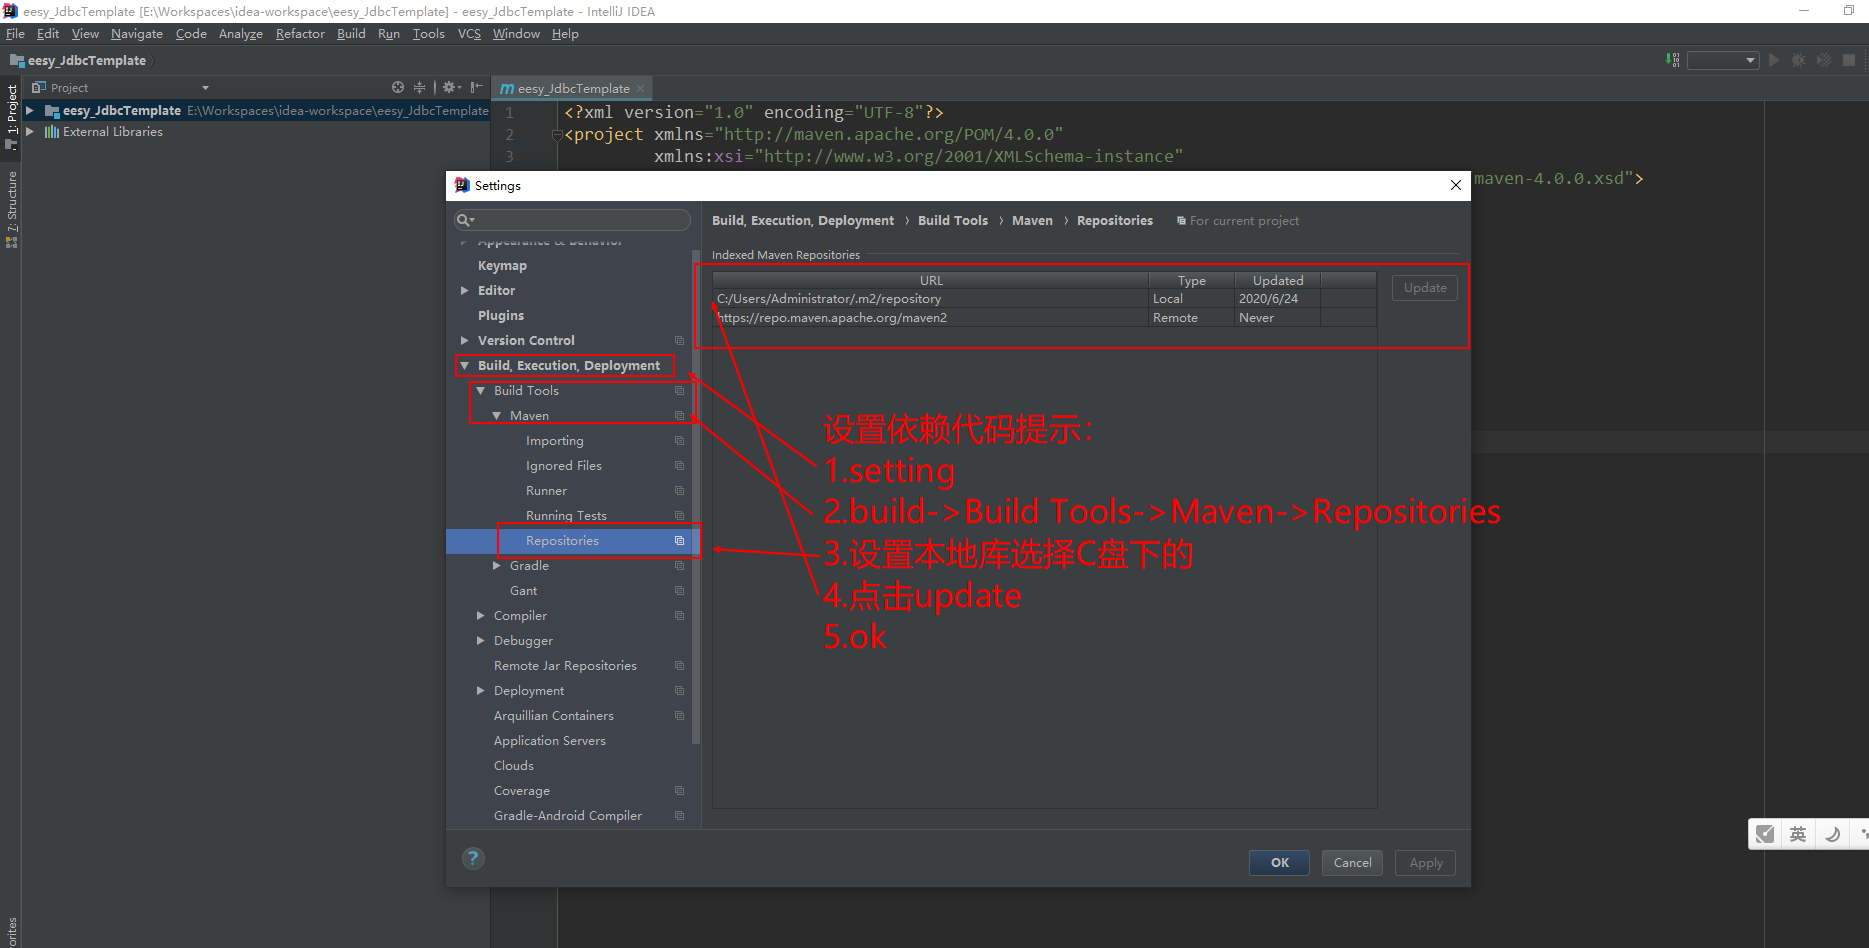 eesy_JdbcTemplate [E:\Workspaces\idea-workspace\eesy_JdbcTemplate] - eesy_JdbcTemplate - IntelliJ IDEA
File Edit View Navigate Code Analyze Refactor Build Run Tools VCS Window Help
eesy_JdbcTemplate
Project
eesy_JdbcTemplate
1: Project
7: Structure
eesy_JdbcTemplate E:\Workspaces\idea-workspace\eesy_JdbcTemplate
External Libraries
1 <?xml version="1.0" encoding="UTF-8"?>
2 <project xmlns="http://maven.apache.org/POM/4.0.0"
3 xmlns:xsi="http://www.w3.org/2001/XMLSchema-instance"
maven-4.0.0.xsd">
Settings
Build, Execution, Deployment › Build Tools › Maven › Repositories For current project
Appearance & Behavior
Keymap
Editor
Plugins
Version Control
Build, Execution, Deployment
Build Tools
Maven
Importing
Ignored Files
Runner
Running Tests
Repositories
Gradle
Gant
Compiler
Debugger
Remote Jar Repositories
Deployment
Arquillian Containers
Application Servers
Clouds
Coverage
Gradle-Android Compiler
Indexed Maven Repositories
URL Type Updated
C:/Users/Administrator/.m2/repository Local 2020/6/24
https://repo.maven.apache.org/maven2 Remote Never
Update
设置依赖代码提示:
1.setting
2.build->Build Tools->Maven->Repositories
3.设置本地库选择C盘下的
4.点击update
5.ok
?
OK Cancel Apply
英
orites